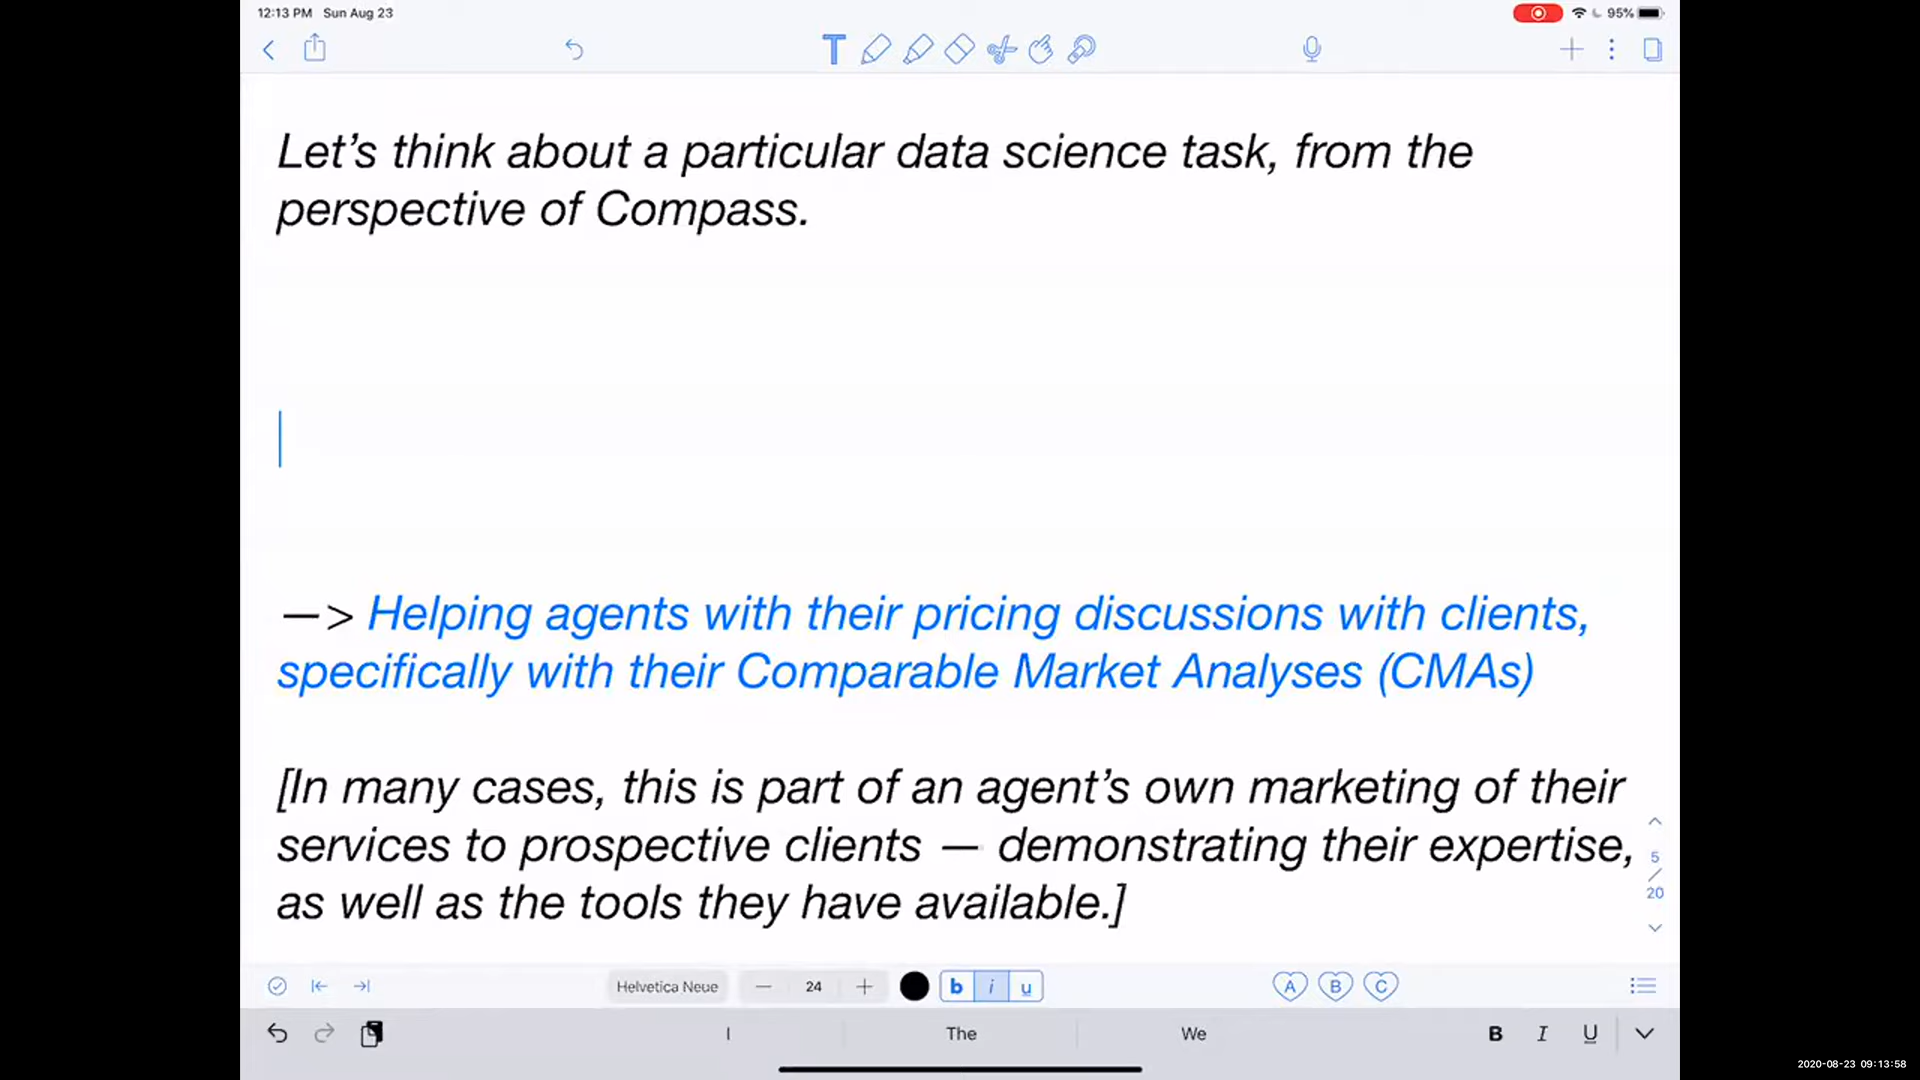 12:13 PM Sun Aug 23
95%
T
Let's think about a particular data science task, from the
perspective of Compass.
—> Helping agents with their pricing discussions with clients,
specifically with their Comparable Market Analyses (CMAs)
[In many cases, this is part of an agent's own marketing of their
services to prospective clients — demonstrating their expertise,
as well as the tools they have available.]
5
/
20
Helvetica Neue — 24 + b i u A B C
I The We B I U
2020-08-23 09:13:58